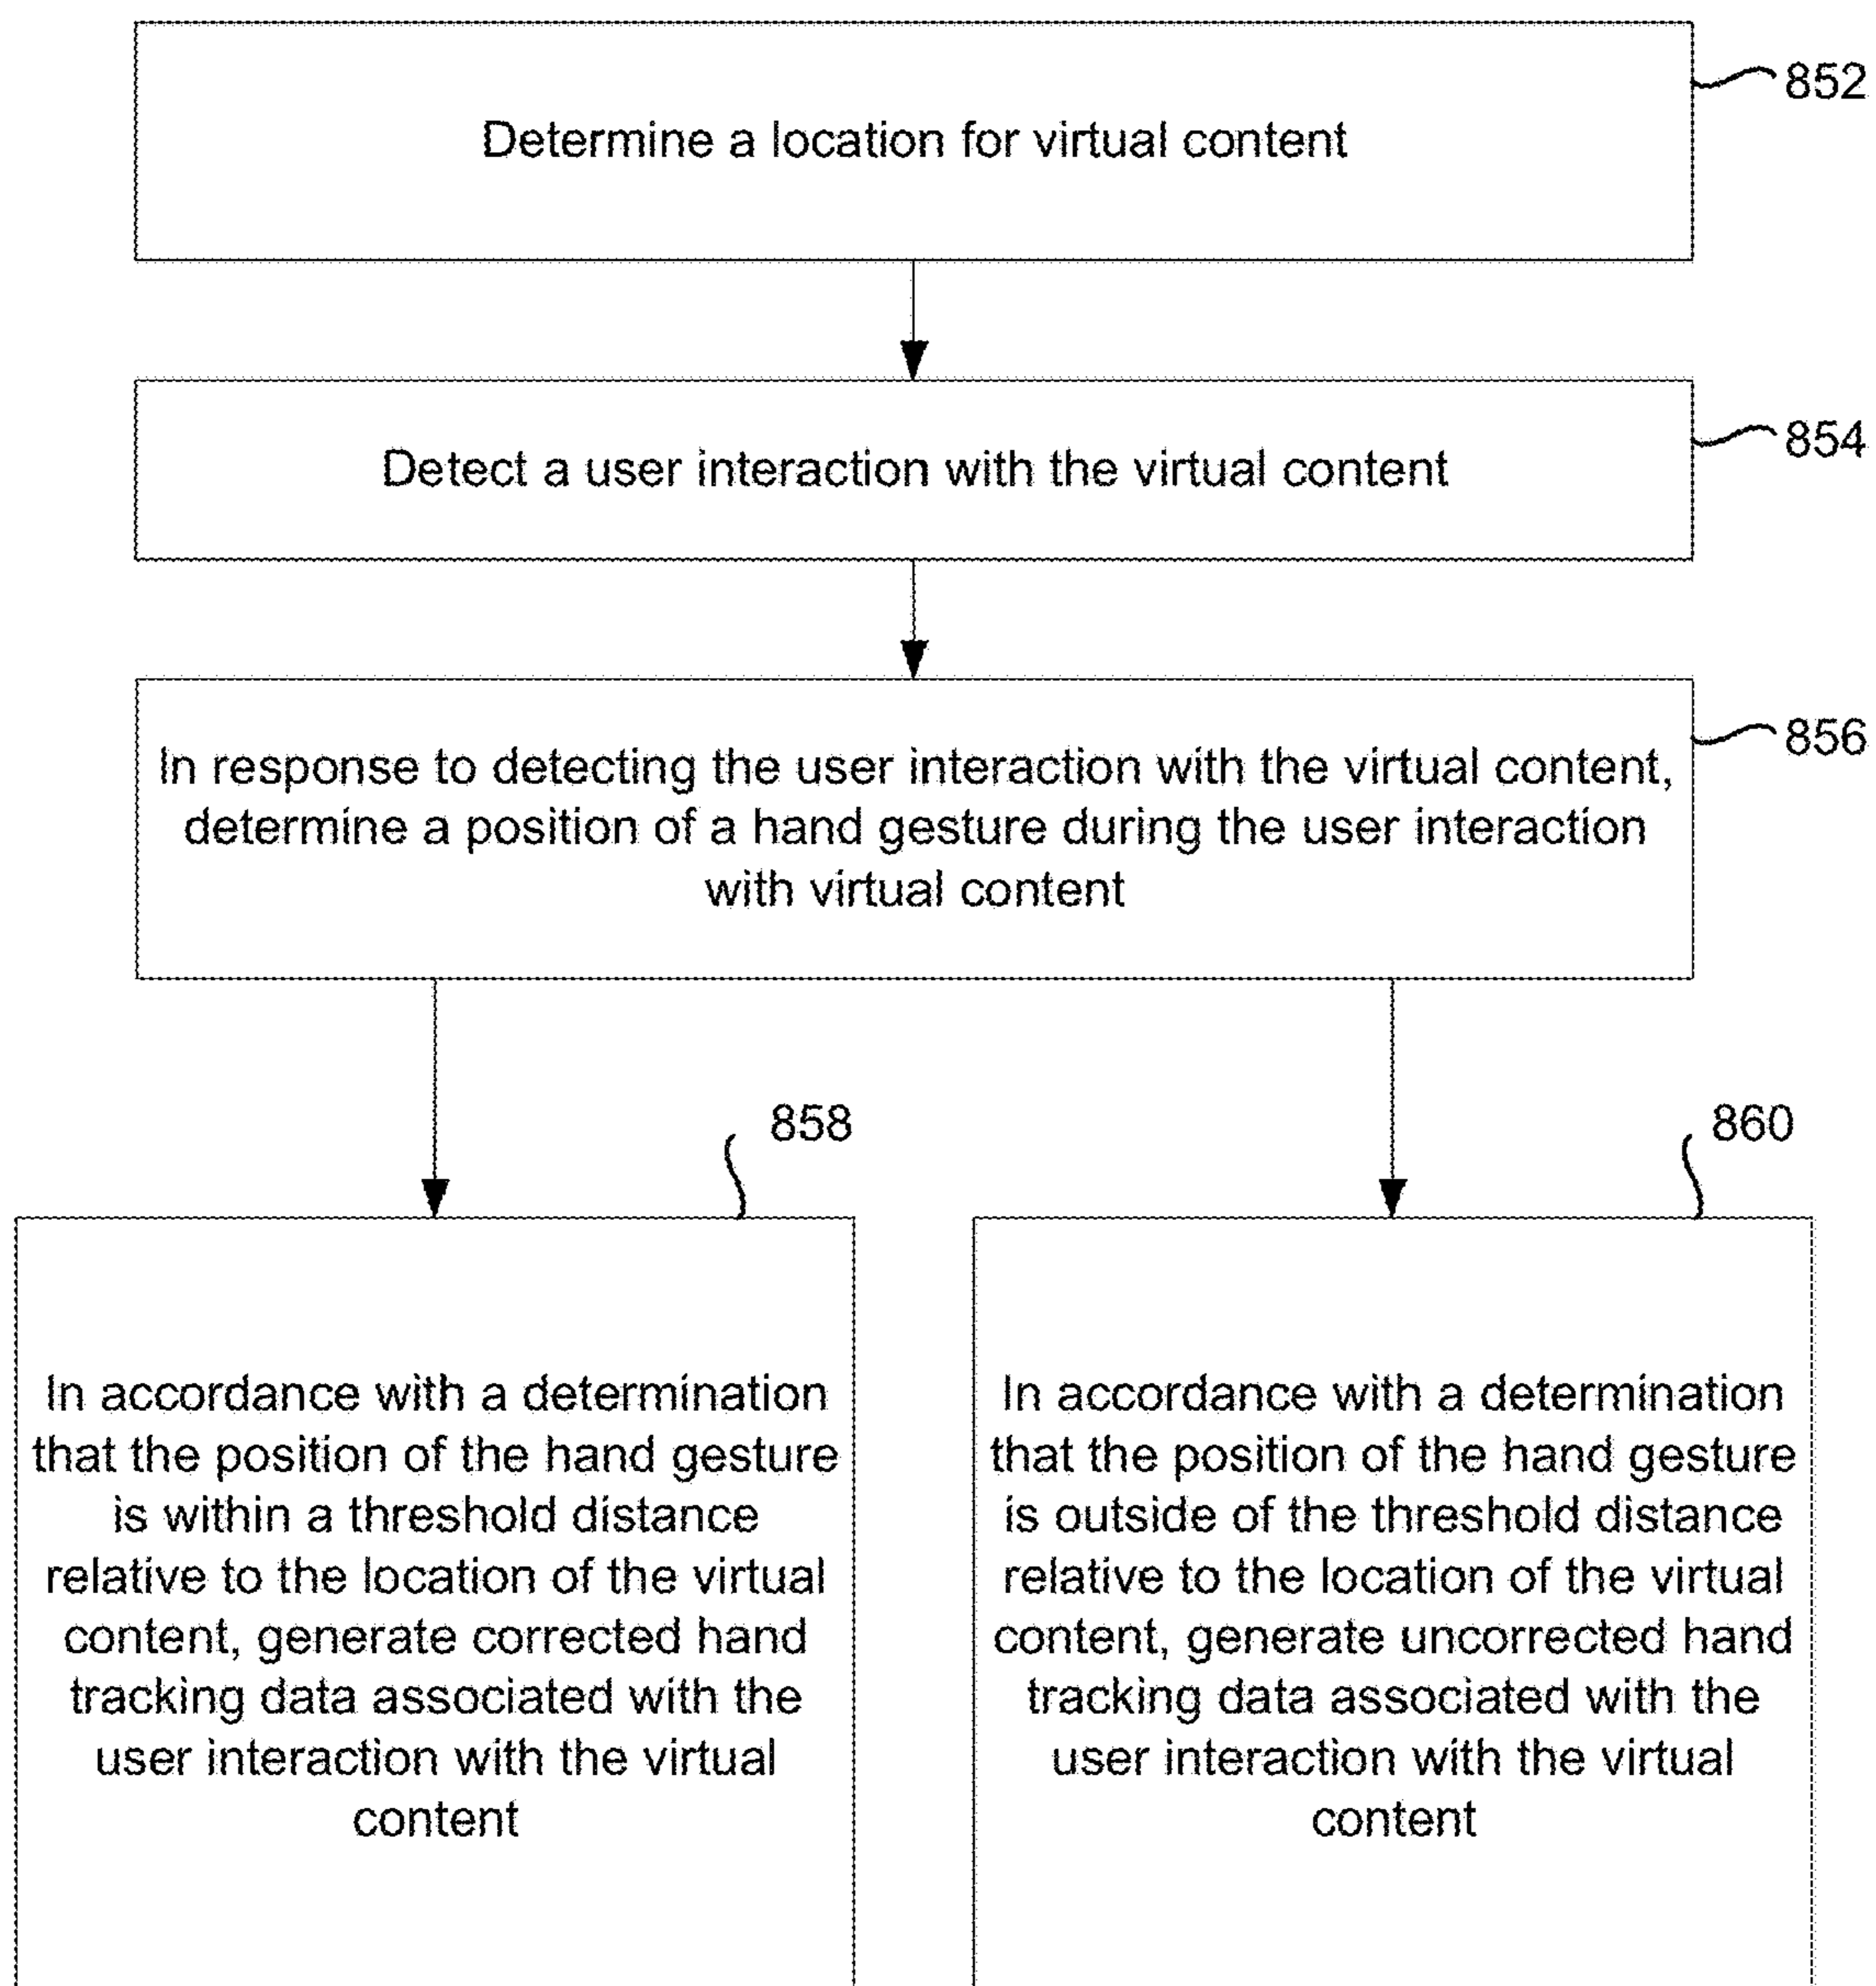 Determine a location for virtual content
852
Detect a user interaction with the virtual content
854
In response to detecting the user interaction with the virtual content,
determine a position of a hand gesture during the user interaction
with virtual content
856
858
In accordance with a determination
that the position of the hand gesture
is within a threshold distance
relative to the location of the virtual
content, generate corrected hand
tracking data associated with the
user interaction with the virtual
content
860
In accordance with a determination
that the position of the hand gesture
is outside of the threshold distance
relative to the location of the virtual
content, generate uncorrected hand
tracking data associated with the
user interaction with the virtual
content